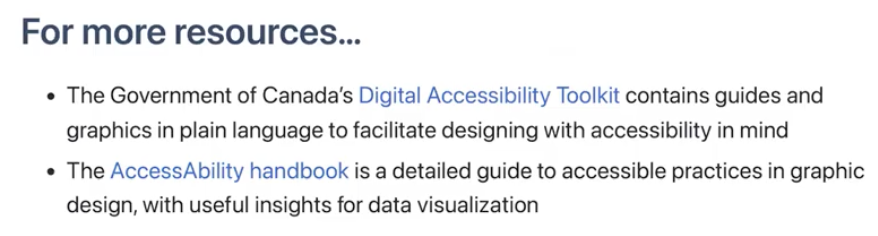 For more resources...
• The Government of Canada's Digital Accessibility Toolkit contains guides and
graphics in plain language to facilitate designing with accessibility in mind
• The AccessAbility handbook is a detailed guide to accessible practices in graphic
design, with useful insights for data visualization